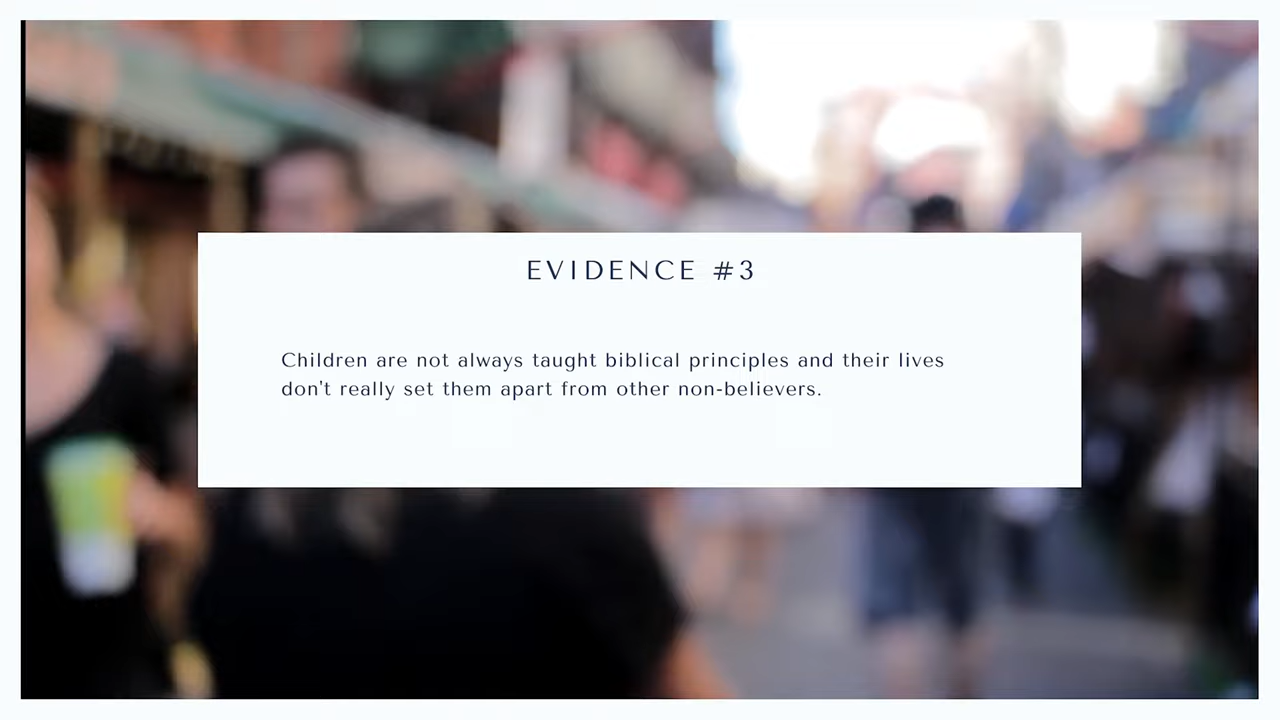 EVIDENCE #3
Children are not always taught biblical principles and their lives
don't really set them apart from other non-believers.